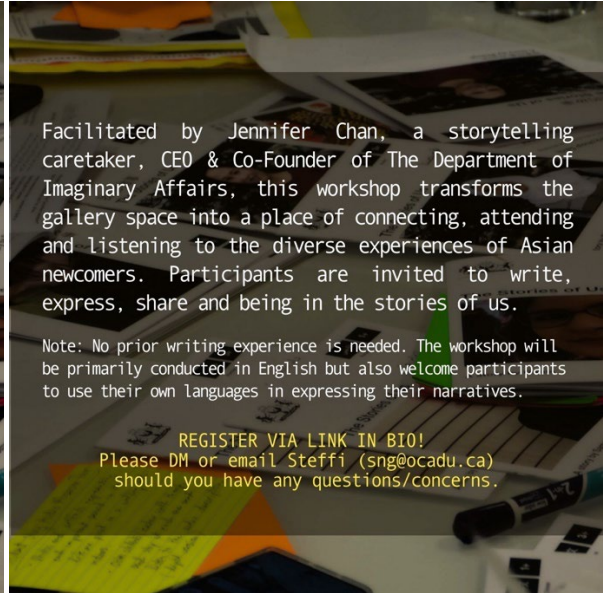 Facilitated by Jennifer Chan, a storytelling
caretaker, CEO & Co-Founder of The Department of
Imaginary Affairs, this workshop transforms the
gallery space into a place of connecting, attending
and listening to the diverse experiences of Asian
newcomers. Participants are invited to write,
express, share and being in the stories of us.
Note: No prior writing experience is needed. The workshop will
be primarily conducted in English but also welcome participants
to use their own languages in expressing their narratives.
REGISTER VIA LINK IN BIO!
Please DM or email Steffi (sng@ocadu.ca)
should you have any questions/concerns.